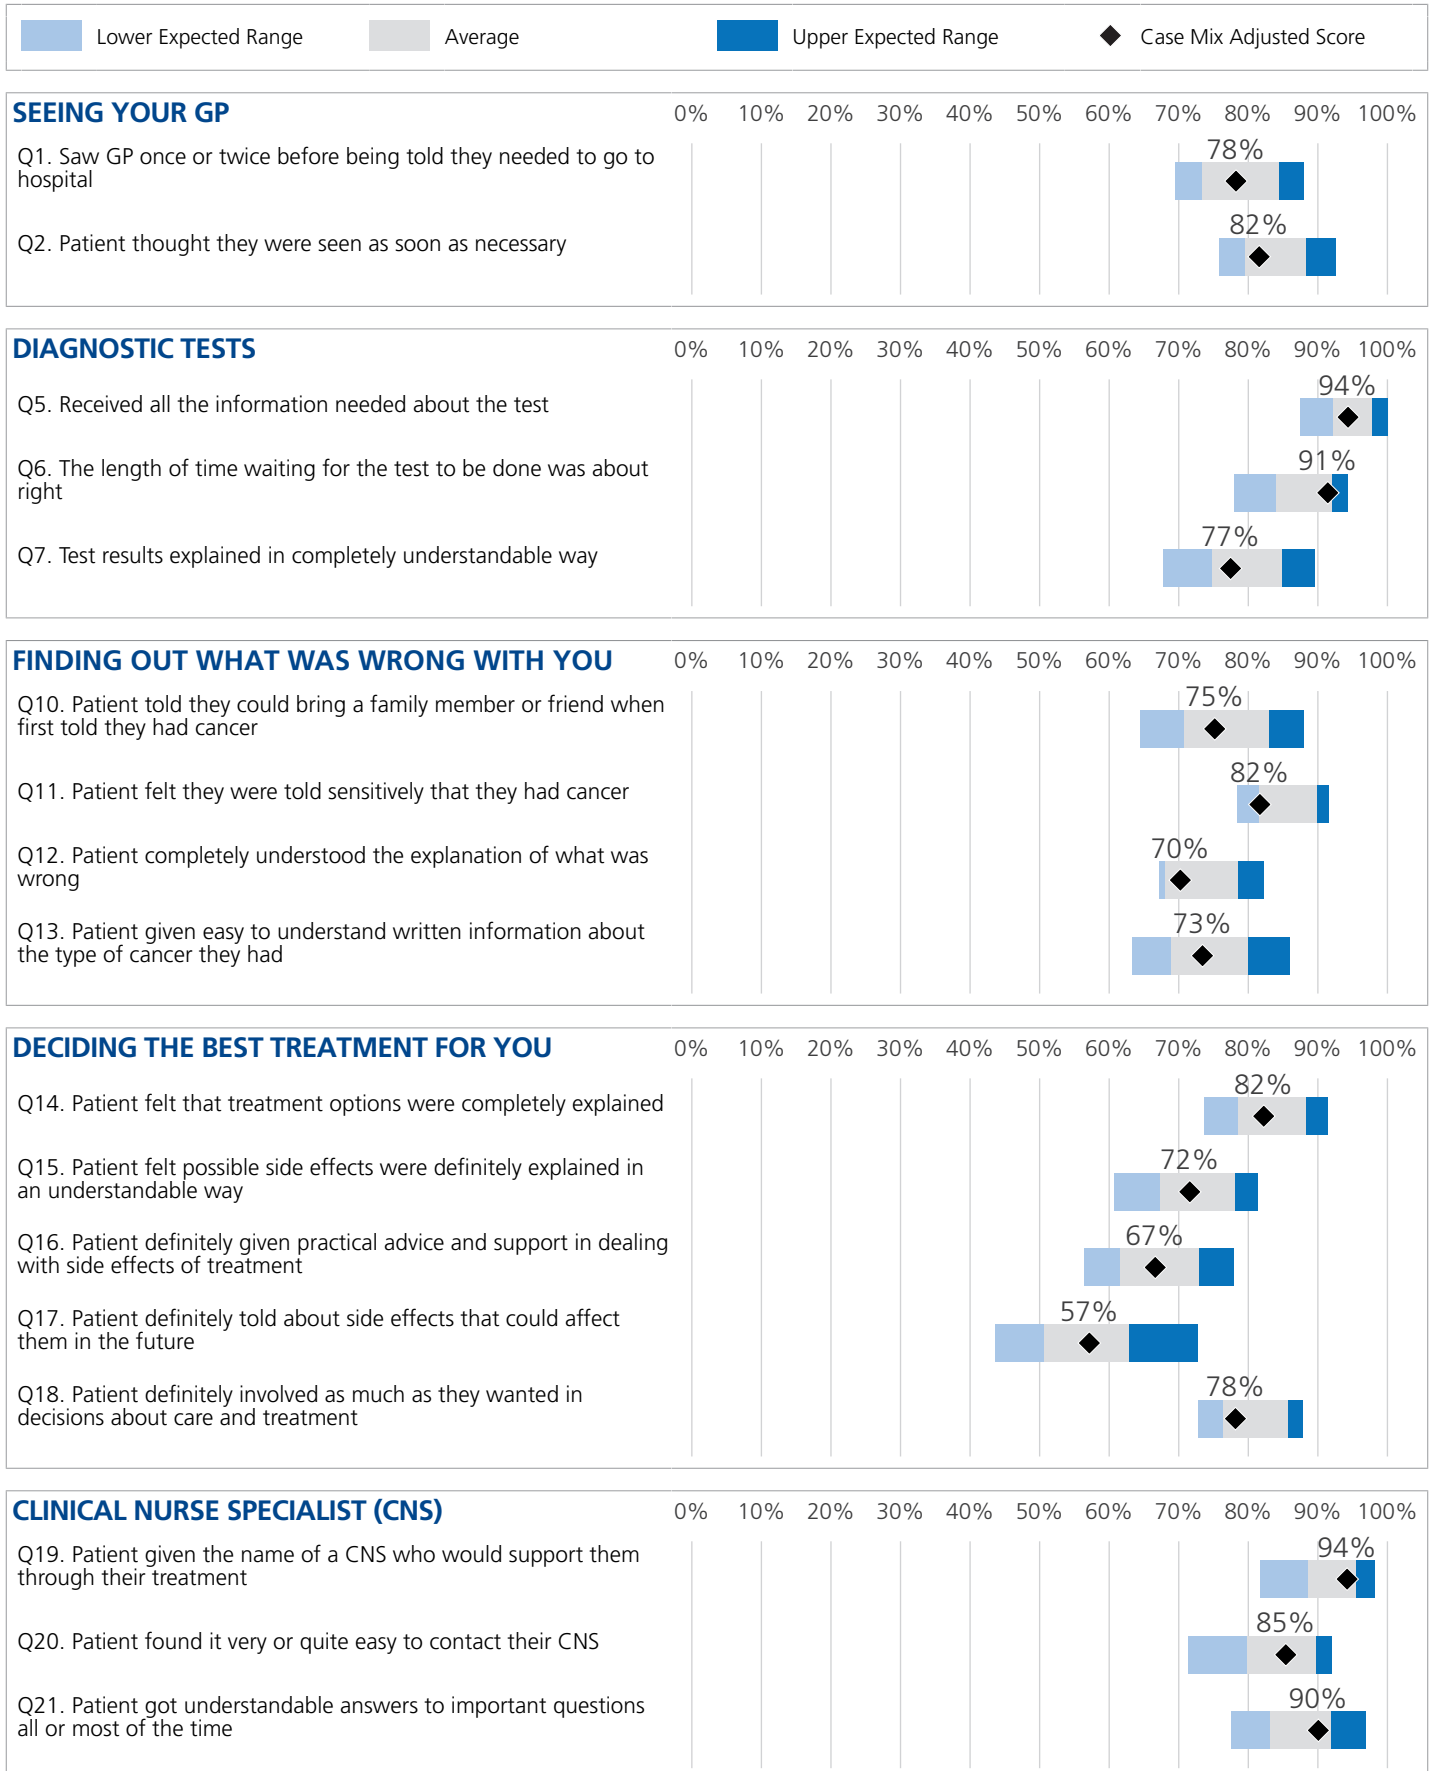 Lower Expected Range Average Upper Expected Range Case Mix Adjusted Score
SEEING YOUR GP 0% 10% 20% 30% 40% 50% 60% 70% 80% 90% 100%
78%
Q1. Saw GP once or twice before being told they needed to go to
hospital
82%
Q2. Patient thought they were seen as soon as necessary
DIAGNOSTIC TESTS 0% 10% 20% 30% 40% 50% 60% 70% 80% 90% 100%
94%
Q5. Received all the information needed about the test
91%
Q6. The length of time waiting for the test to be done was about
right
77%
Q7. Test results explained in completely understandable way
FINDING OUT WHAT WAS WRONG WITH YOU 0% 10% 20% 30% 40% 50% 60% 70% 80% 90% 100%
75%
Q10. Patient told they could bring a family member or friend when
first told they had cancer
82%
Q11. Patient felt they were told sensitively that they had cancer
70%
Q12. Patient completely understood the explanation of what was
wrong
73%
Q13. Patient given easy to understand written information about
the type of cancer they had
DECIDING THE BEST TREATMENT FOR YOU 0% 10% 20% 30% 40% 50% 60% 70% 80% 90% 100%
82%
Q14. Patient felt that treatment options were completely explained
72%
Q15. Patient felt possible side effects were definitely explained in
an understandable way
67%
Q16. Patient definitely given practical advice and support in dealing
with side effects of treatment
57%
Q17. Patient definitely told about side effects that could affect
them in the future
78%
Q18. Patient definitely involved as much as they wanted in
decisions about care and treatment
CLINICAL NURSE SPECIALIST (CNS) 0% 10% 20% 30% 40% 50% 60% 70% 80% 90% 100%
94%
Q19. Patient given the name of a CNS who would support them
through their treatment
85%
Q20. Patient found it very or quite easy to contact their CNS
90%
Q21. Patient got understandable answers to important questions
all or most of the time